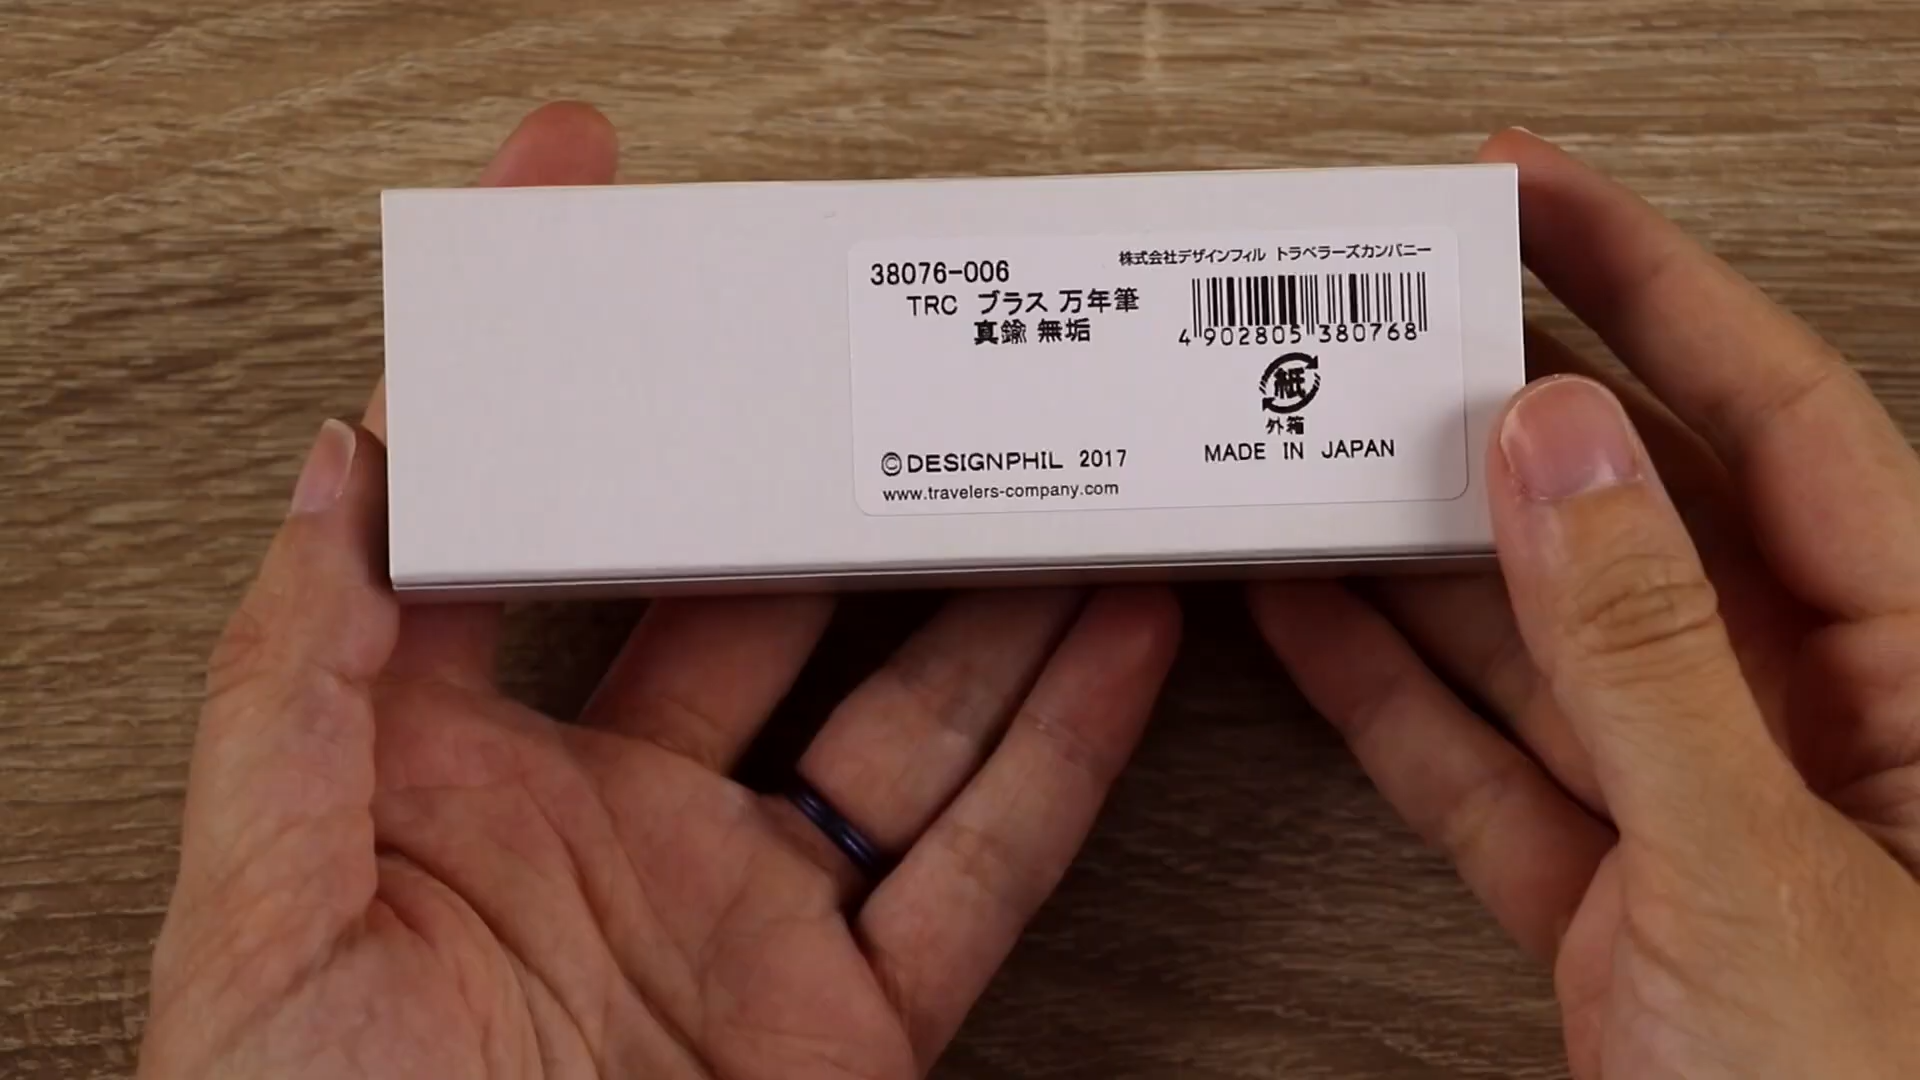 38076-006
TRC ブラス 万年筆
真鍮 無垢
株式会社デザインフィル トラベラーズカンパニー
4 902805 380768
紙
外箱
MADE IN JAPAN
©DESIGNPHIL 2017
www.travelers-company.com